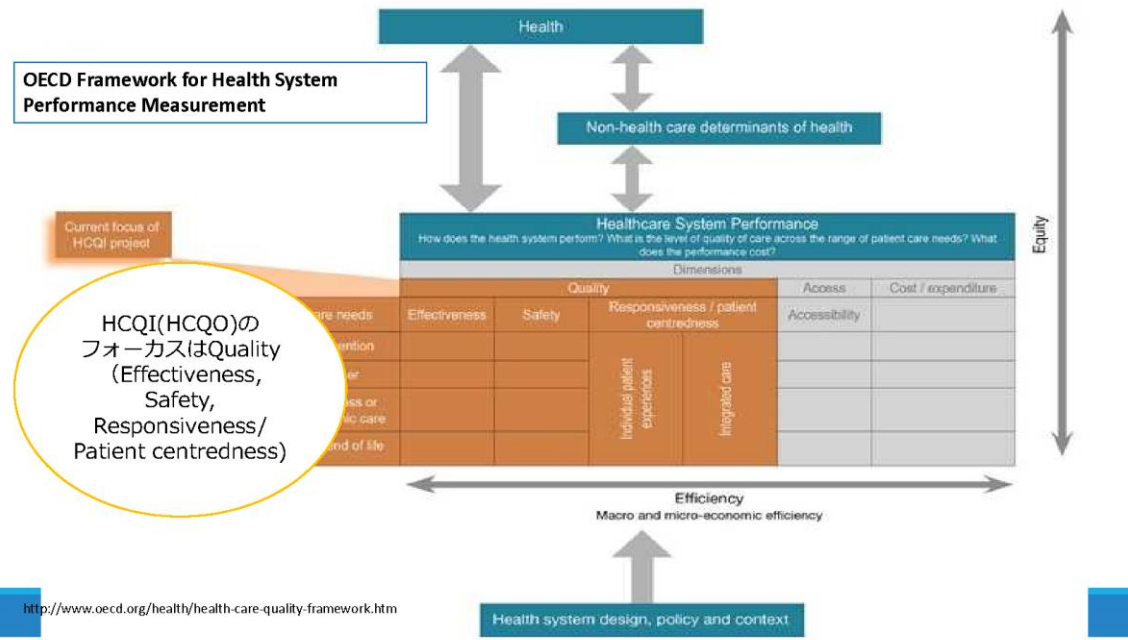 Health
OECD Framework for Health System
Performance Measurement
Non-health care determinants of health
Current focus of
HCQI project
Healthcare System Performance
How does the health system perform? What is the level of quality of care across the range of patient care needs? What
does the performance cost?
Equity
Dimensions
Quality
Access
Cost / expenditure
needs
Effectiveness
Safety
Responsiveness / patient
centredness
Accessibility
HCQI(HCQO)の
フォーカスはQuality
(Effectiveness,
Safety,
Responsiveness/
Patient centredness)
care
end of life
Individual patient
experiences
Integrated care
Efficiency
Macro and micro-economic efficiency
http://www.oecd.org/health/health-care-quality-framework.htm
Health system design, policy and context